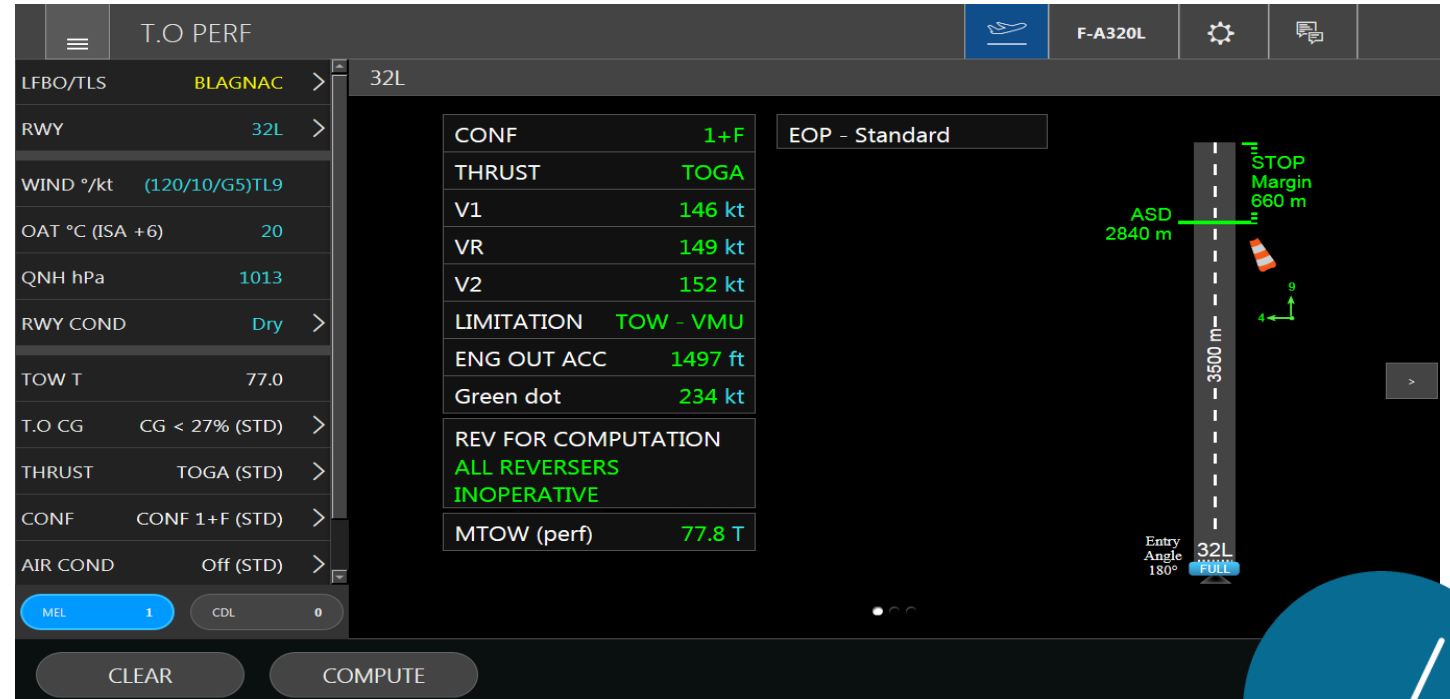 T.O PERF
F-A320L
LFBO/TLS BLAGNAC >
RWY 32L >
WIND °/kt (120/10/G5)TL9
OAT °C (ISA +6) 20
QNH hPa 1013
RWY COND Dry >
TOW T 77.0
T.O CG CG < 27% (STD) >
THRUST TOGA (STD) >
CONF CONF 1+F (STD) >
AIR COND Off (STD) >
MEL 1
CDL 0
CLEAR
COMPUTE
32L
CONF 1+F
THRUST TOGA
V1 146 kt
VR 149 kt
V2 152 kt
LIMITATION TOW - VMU
ENG OUT ACC 1497 ft
Green dot 234 kt
REV FOR COMPUTATION
ALL REVERSERS
INOPERATIVE
MTOW (perf) 77.8 T
EOP - Standard
STOP
Margin
660 m
ASD
2840 m
9
4
3500 m
>
Entry
Angle
180°
32L
FULL